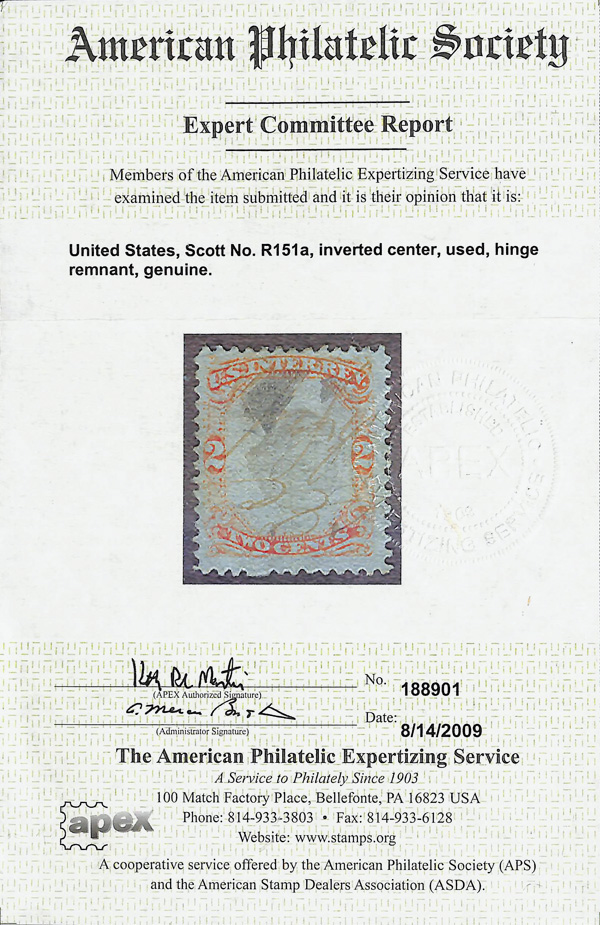 American Philatelic Society
Expert Committee Report
Members of the American Philatelic Expertizing Service have
examined the item submitted and it is their opinion that it is:
United States, Scott No. R151a, inverted center, used, hinge
remnant, genuine.
U.S. INTER. REV.
2 2
TWO CENTS
APEX
No. 188901
(APEX Authorized Signature)
Date: 8/14/2009
(Administrator Signature)
The American Philatelic Expertizing Service
A Service to Philately Since 1903
100 Match Factory Place, Bellefonte, PA 16823 USA
Phone: 814-933-3803 • Fax: 814-933-6128
apex
Website: www.stamps.org
A cooperative service offered by the American Philatelic Society (APS)
and the American Stamp Dealers Association (ASDA).